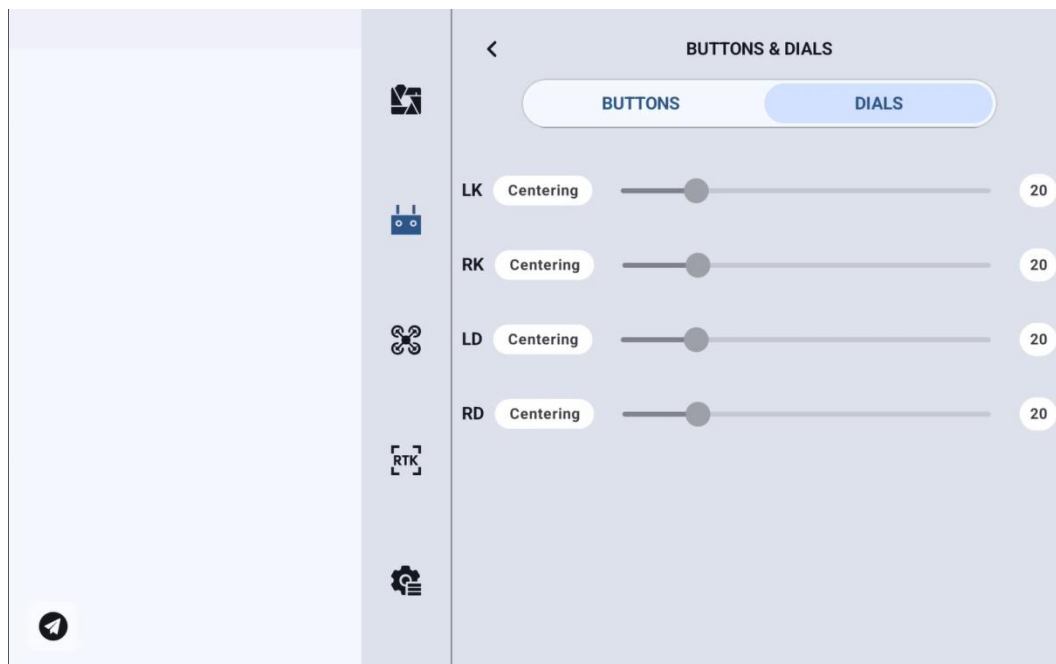 BUTTONS & DIALS
BUTTONS DIALS
LK Centering 20
RK Centering 20
LD Centering 20
RTK
RD Centering 20